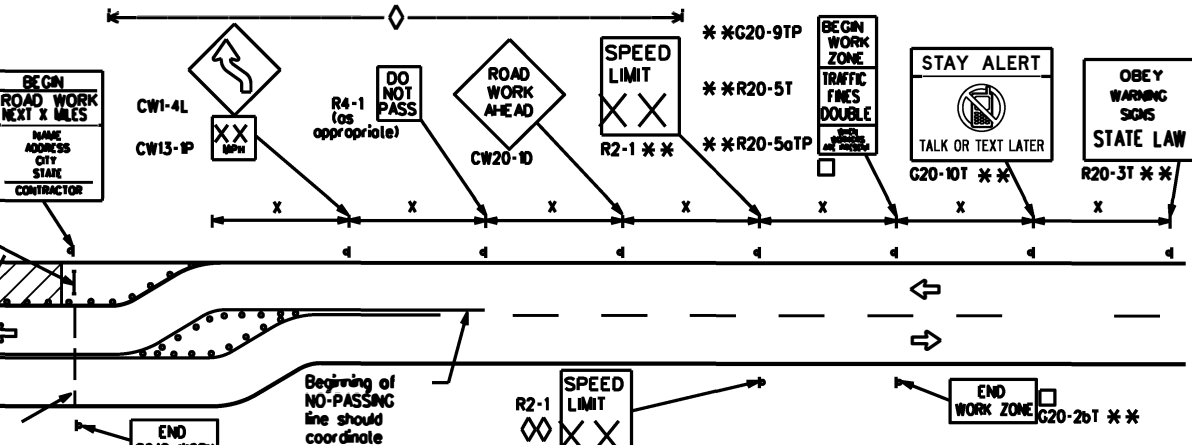 BEGIN
ROAD WORK
NEXT X MILES
NAME
ADDRESS
CITY
STATE
CONTRACTOR
CW1-4L
XX
MPH
CW13-1P
DO
NOT
PASS
R4-1
(as
appropriate)
ROAD
WORK
AHEAD
CW20-1D
SPEED
LIMIT
X X
R2-1 * *
* *G20-9TP
* *R20-5T
* *R20-5aTP
BEGIN
WORK
ZONE
TRAFFIC
FINES
DOUBLE
STAY ALERT
TALK OR TEXT LATER
G20-10T * *
OBEY
WARNING
SIGNS
STATE LAW
R20-3T * *
X X X X X X X
Beginning of
NO-PASSING
line should
coordinate
R2-1
SPEED
LIMIT
X X
END
WORK ZONE
G20-2bT * *
END